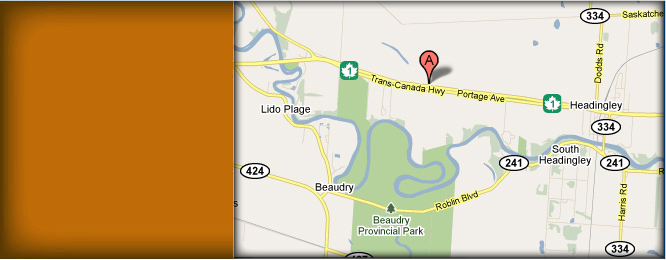 334
Saskatche
A
1
Trans-Canada Hwy
Portage Ave
Dodds Rd
1
Headingley
Lido Plage
334
South
Headingley
424
241
241
R
Beaudry
Roblin Blvd
Harris Rd
Beaudry
Provincial Park
s
334